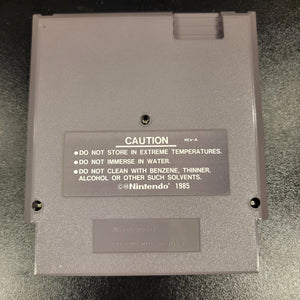 CAUTION REV-A
•DO NOT STORE IN EXTREME TEMPERATURES.
•DO NOT IMMERSE IN WATER.
•DO NOT CLEAN WITH BENZENE, THINNER,
ALCOHOL OR OTHER SUCH SOLVENTS.
©Ⓜ Nintendo® 1985
Nintendo